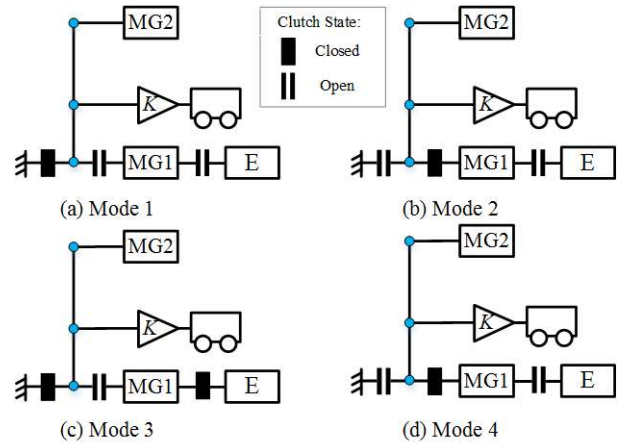 MG2
Clutch State:
Closed
Open
MG2
K
K
MG1
E
MG1
E
(a) Mode 1
(b) Mode 2
MG2
MG2
K
K
MG1
E
MG1
E
(c) Mode 3
(d) Mode 4